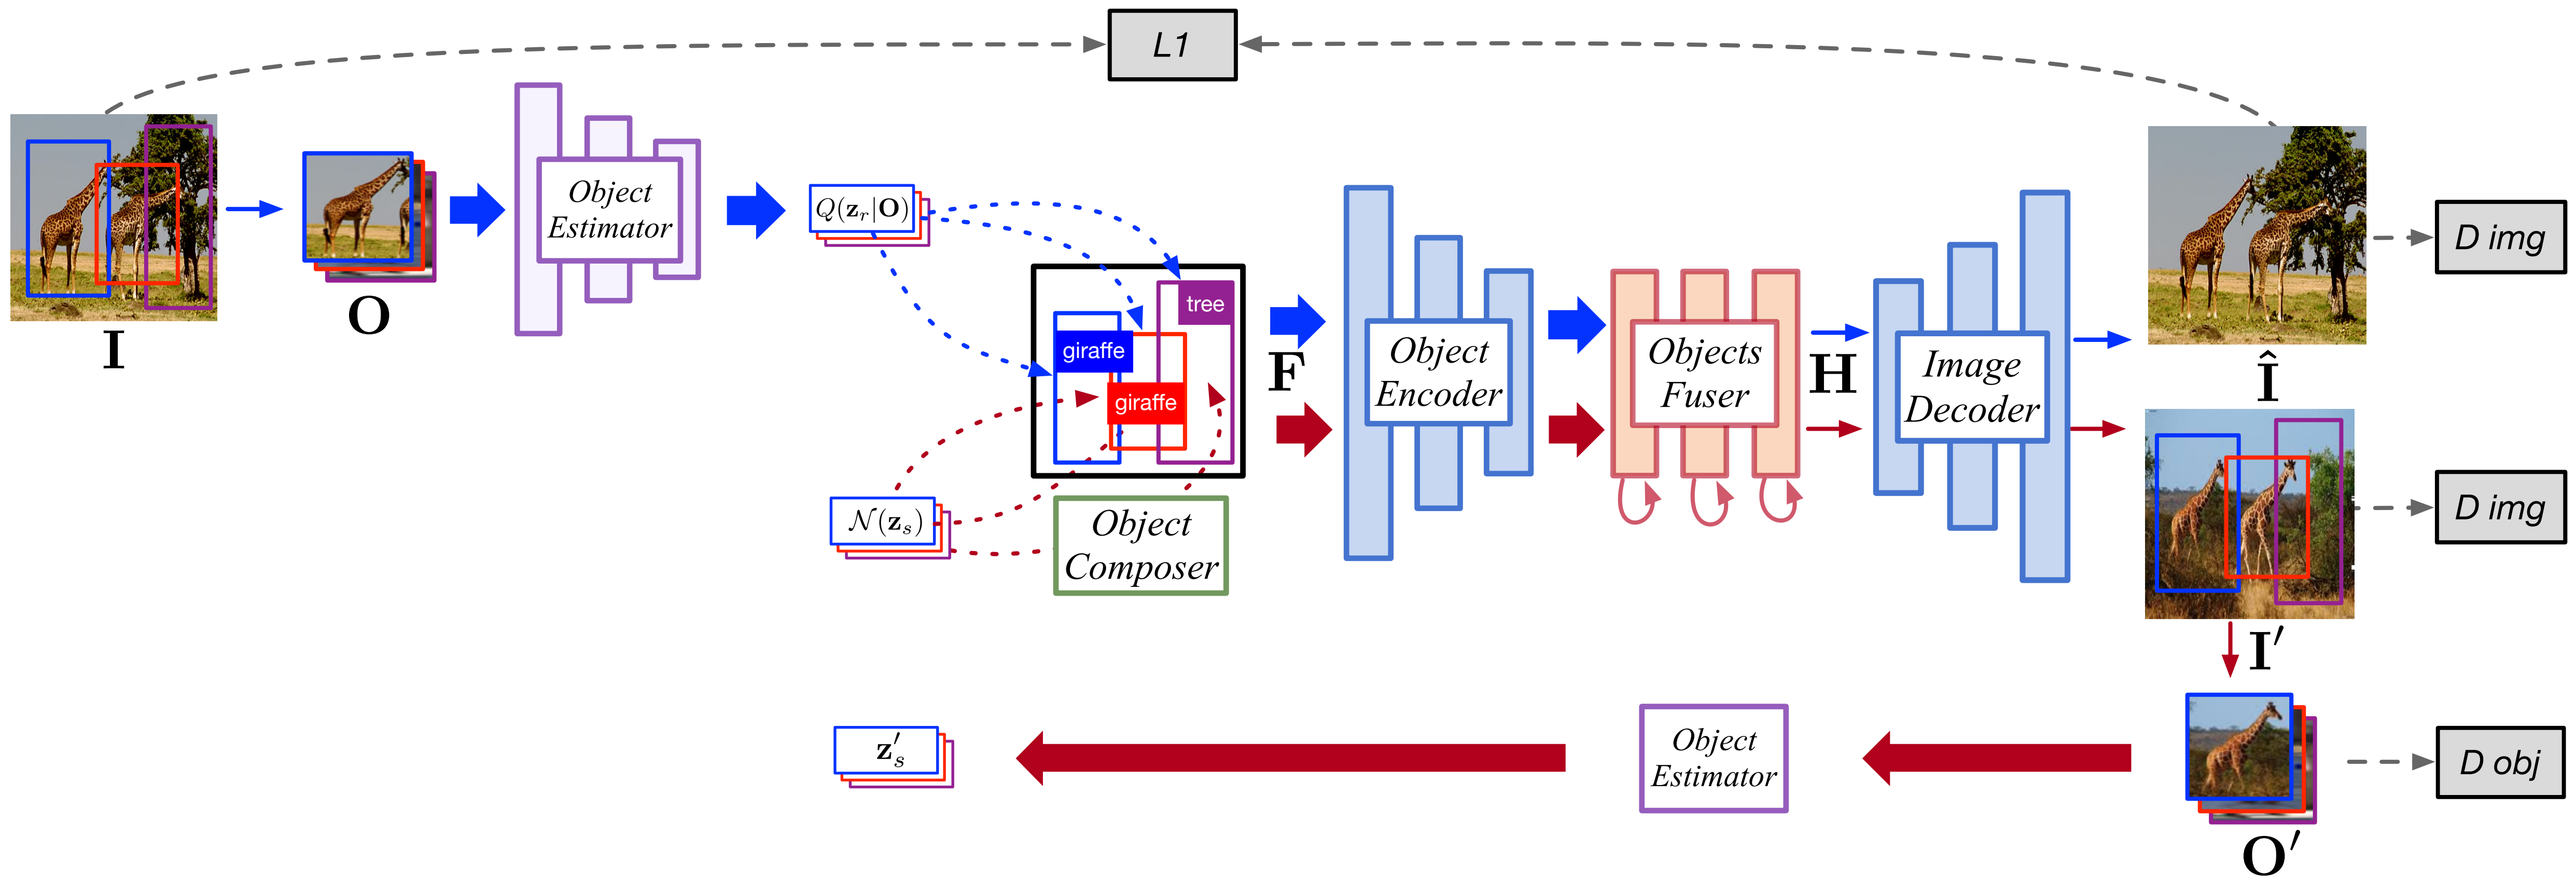 L1
I
O
Object
Estimator
Q(z_r|O)
tree
giraffe
giraffe
N(z_s)
Object
Composer
F
Object
Encoder
Objects
Fuser
H
Image
Decoder
Î
D img
D img
I′
z′_s
Object
Estimator
D obj
O′